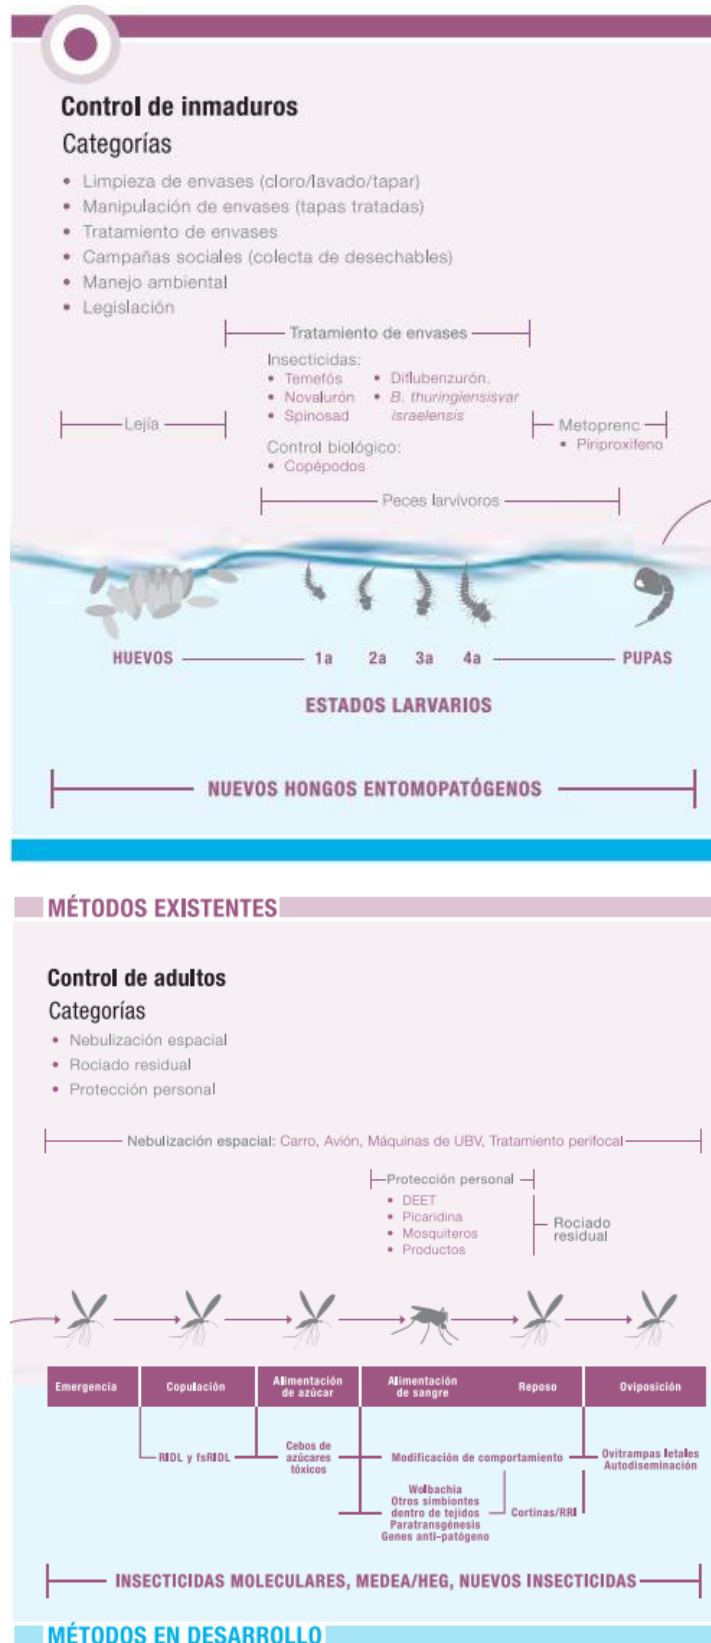 Control de inmaduros
Categorías
• Limpieza de envases (cloro/lavado/tapar)
• Manipulación de envases (tapas tratadas)
• Tratamiento de envases
• Campañas sociales (colecta de desechables)
• Manejo ambiental
• Legislación
Tratamiento de envases
Insecticidas:
• Temefós
• Novalurón
• Spinosad
• Diflubenzurón,
• B. thuringiensisvar
israelensis
Lejía
Metoprenc
• Piriproxifeno
Control biológico:
• Copépodos
Peces larvívoros
HUEVOS 1a 2a 3a 4a PUPAS
ESTADOS LARVARIOS
NUEVOS HONGOS ENTOMOPATÓGENOS
MÉTODOS EXISTENTES
Control de adultos
Categorías
• Nebulización espacial
• Rociado residual
• Protección personal
Nebulización espacial: Carro, Avión, Máquinas de UBV, Tratamiento perifocal
Protección personal
• DEET
• Picaridina
• Mosquiteros
• Productos
Rociado
residual
Emergencia
Copulación
Alimentación
de azúcar
Alimentación
de sangre
Reposo
Oviposición
RIDL y fsRIDL
Cebos de
azúcares
tóxicos
Modificación de comportamiento
Ovitrampas letales
Autodiseminación
Wolbachia
Otros simbiontes
dentro de tejidos
Paratransgénesis
Genes anti-patógeno
Cortinas/RRI
INSECTICIDAS MOLECULARES, MEDEA/HEG, NUEVOS INSECTICIDAS
MÉTODOS EN DESARROLLO